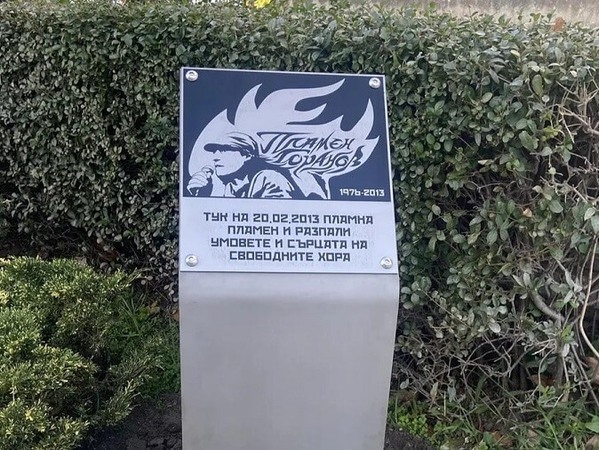 Пламен
Горанов
1976-2013
ТУК НА 20.02.2013 ПЛАМНА
ПЛАМЕН И РАЗПАЛИ
УМОВЕТЕ И СЪРЦАТА НА
СВОБОДНИТЕ ХОРА